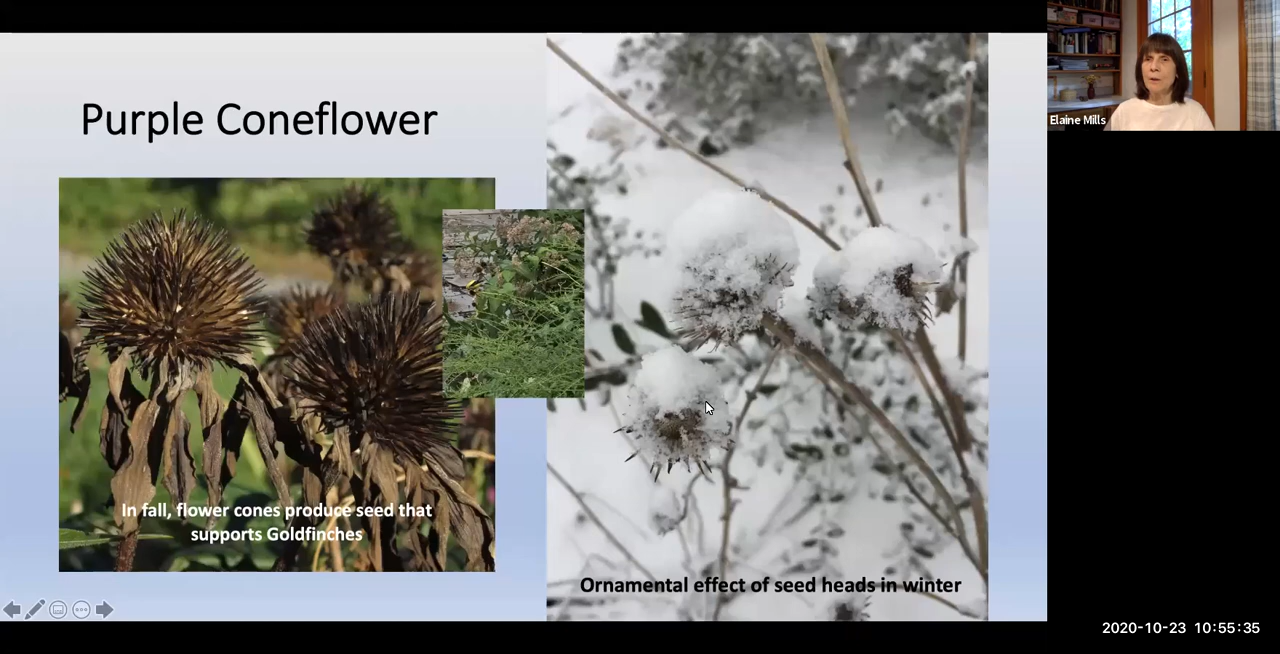 Purple Coneflower
In fall, flower cones produce seed that
supports Goldfinches
Ornamental effect of seed heads in winter
Elaine Mills
2020-10-23 10:55:35